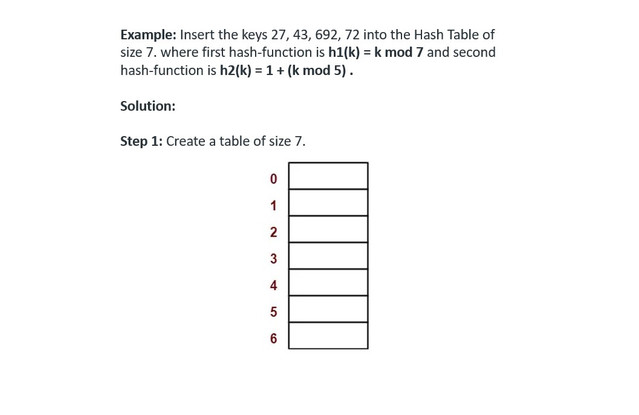 Example: Insert the keys 27, 43, 692, 72 into the Hash Table of
size 7. where first hash-function is h1(k) = k mod 7 and second
hash-function is h2(k) = 1 + (k mod 5) .
Solution:
Step 1: Create a table of size 7.
0
1
2
3
4
5
6